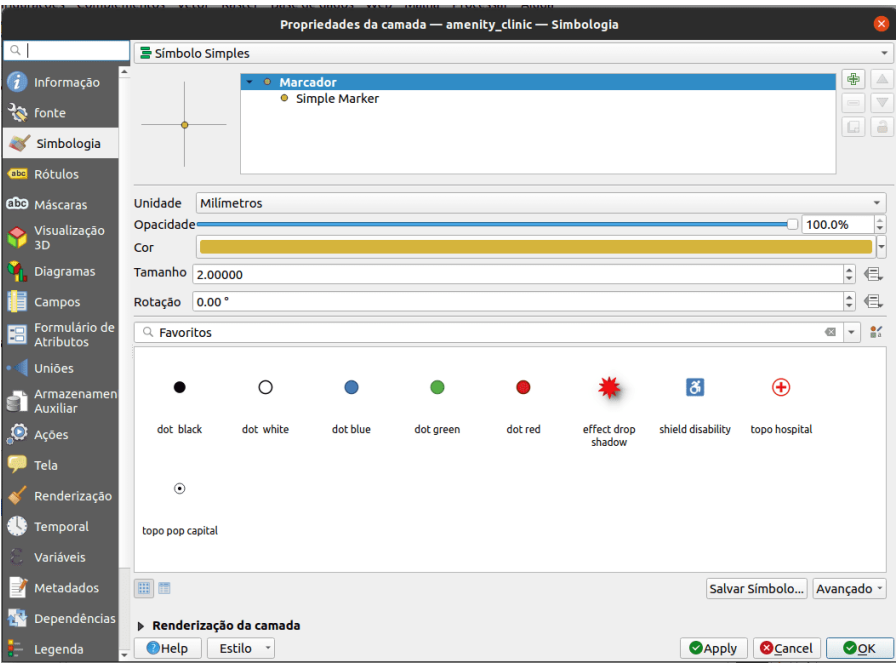 Propriedades da camada — amenity_clinic — Simbologia
Informação
fonte
Simbologia
abc Rótulos
abc Máscaras
Visualização
3D
Diagramas
Campos
Formulário de
Atributos
Uniões
Armazenamen
Auxiliar
Ações
Tela
Renderização
Temporal
Variáveis
Metadados
Dependências
Legenda
Símbolo Simples
Marcador
Simple Marker
Unidade Milímetros
Opacidade 100.0%
Cor
Tamanho 2.00000
Rotação 0.00 °
Favoritos
dot black
dot white
dot blue
dot green
dot red
effect drop
shadow
shield disability
topo hospital
topo pop capital
Salvar Símbolo... Avançado
Renderização da camada
Help Estilo Apply Cancel OK